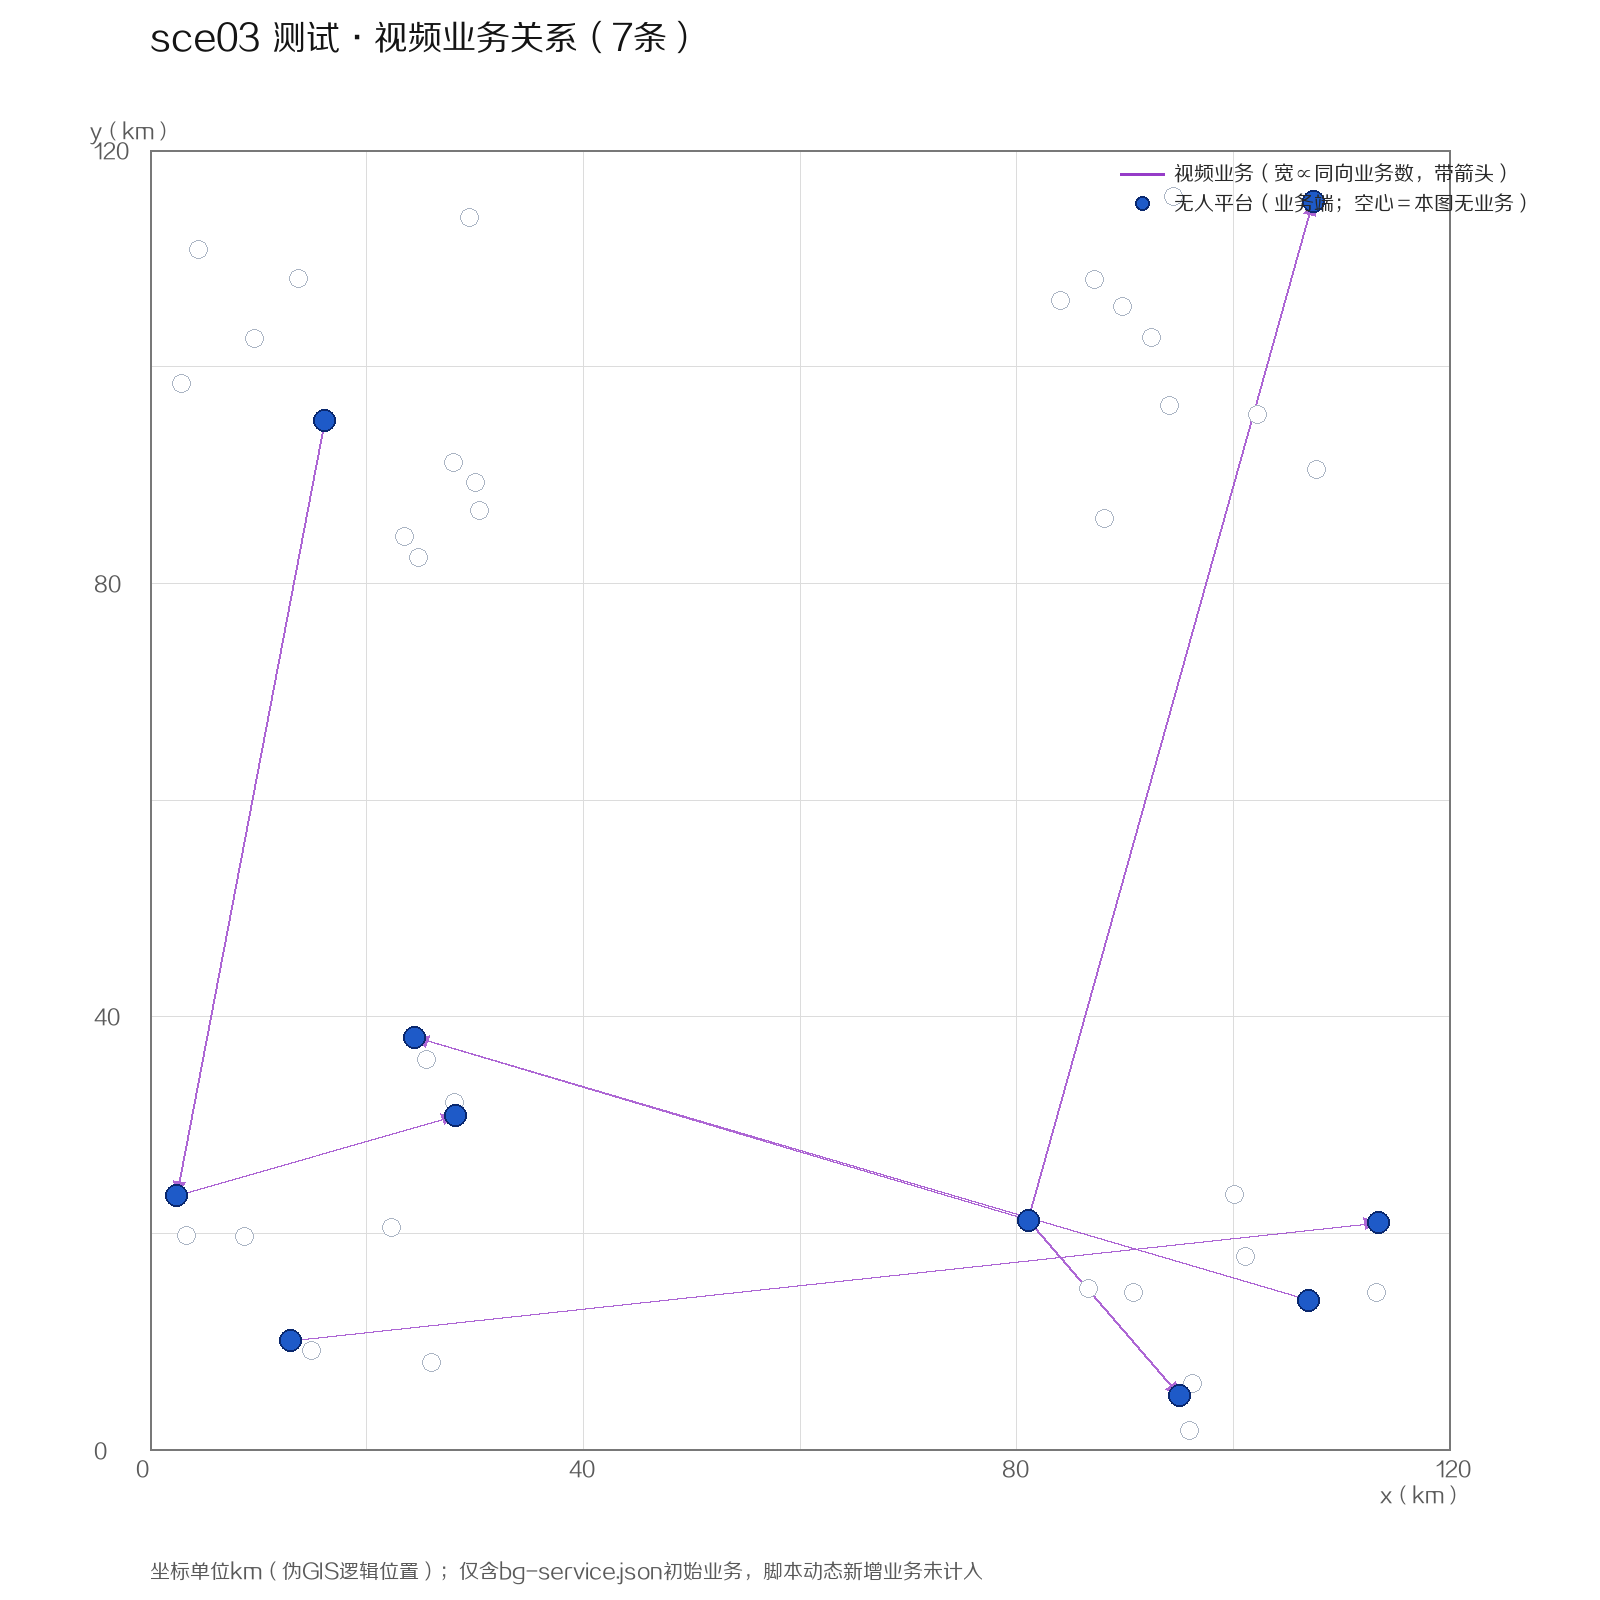 sce03 测试·视频业务关系（7条）
y（km）
120
视频业务（宽∝同向业务数，带箭头）
无人平台（业务端；空心＝本图无业务）
80
40
0
0 40 80 120
x（km）
坐标单位km（伪GIS逻辑位置）；仅含bg-service.json初始业务，脚本动态新增业务未计入